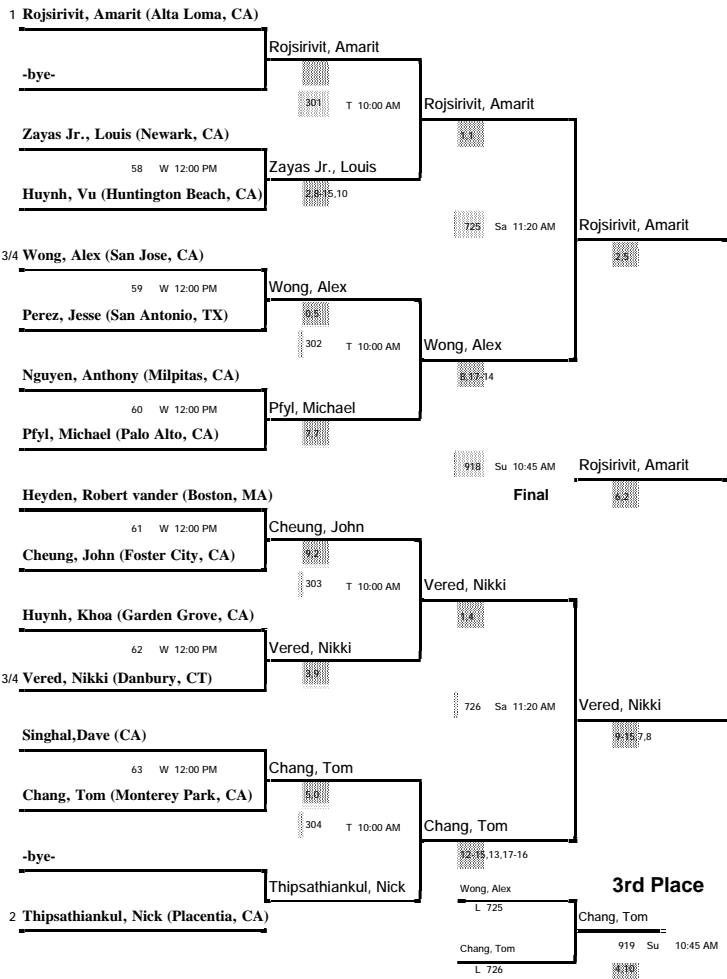 1 Rojsirivit, Amarit (Alta Loma, CA)
Rojsirivit, Amarit
-bye-
301 T 10:00 AM
Rojsirivit, Amarit
Zayas Jr., Louis (Newark, CA)
1,1
58 W 12:00 PM
Zayas Jr., Louis
Huynh, Vu (Huntington Beach, CA)
2,8-15,10
725 Sa 11:20 AM
Rojsirivit, Amarit
3/4 Wong, Alex (San Jose, CA)
2,5
59 W 12:00 PM
Wong, Alex
Perez, Jesse (San Antonio, TX)
0,5
302 T 10:00 AM
Wong, Alex
Nguyen, Anthony (Milpitas, CA)
8,17-14
60 W 12:00 PM
Pfyl, Michael
Pfyl, Michael (Palo Alto, CA)
7,7
918 Su 10:45 AM
Rojsirivit, Amarit
Heyden, Robert vander (Boston, MA)
Final
6,2
61 W 12:00 PM
Cheung, John
Cheung, John (Foster City, CA)
9,2
303 T 10:00 AM
Vered, Nikki
Huynh, Khoa (Garden Grove, CA)
1,4
62 W 12:00 PM
Vered, Nikki
3/4 Vered, Nikki (Danbury, CT)
3,9
726 Sa 11:20 AM
Vered, Nikki
Singhal,Dave (CA)
9-15,7,8
63 W 12:00 PM
Chang, Tom
Chang, Tom (Monterey Park, CA)
5,0
304 T 10:00 AM
Chang, Tom
-bye-
12-15,13,17-16
Thipsathiankul, Nick
2 Thipsathiankul, Nick (Placentia, CA)
3rd Place
Wong, Alex
L 725
Chang, Tom
919 Su 10:45 AM
Chang, Tom
L 726
4,10